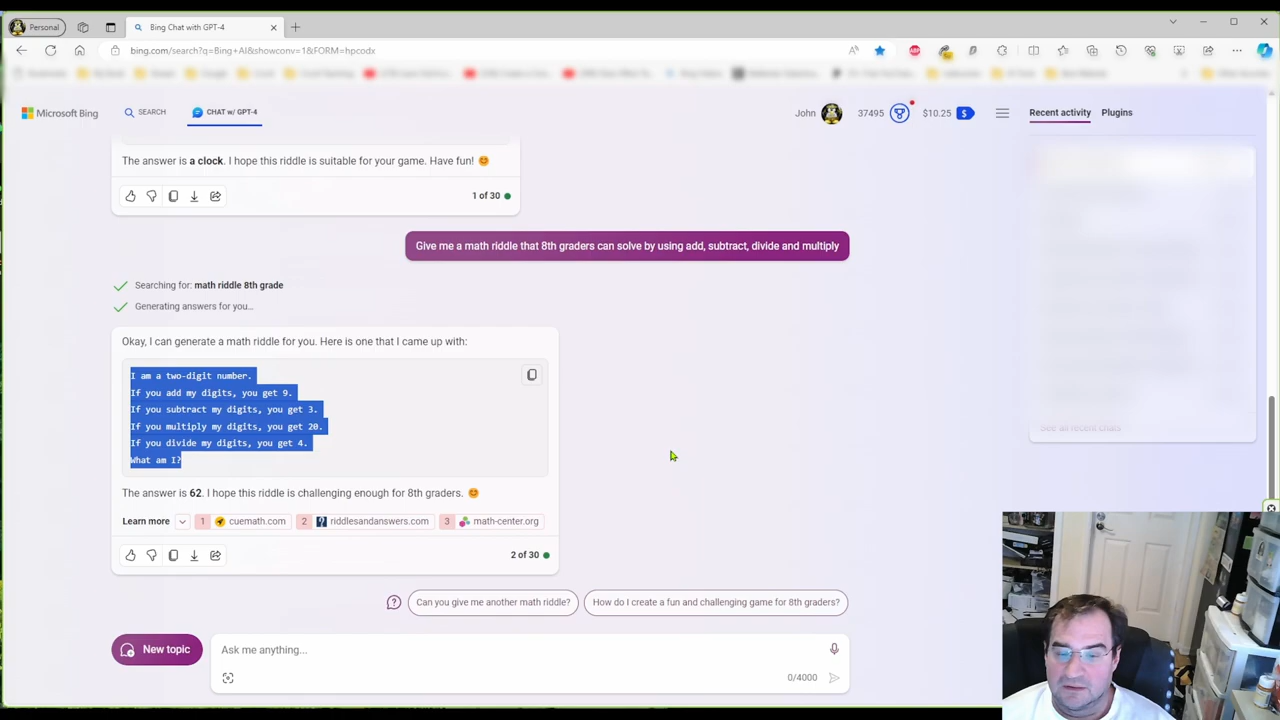 Personal
Bing Chat with GPT-4
bing.com/search?q=Bing+AI&showconv=1&FORM=hpcodx
Microsoft Bing
SEARCH
CHAT w/ GPT-4
John
37495
$10.25
Recent activity
Plugins
The answer is a clock. I hope this riddle is suitable for your game. Have fun! 😊
1 of 30
Give me a math riddle that 8th graders can solve by using add, subtract, divide and multiply
Searching for: math riddle 8th grade
Generating answers for you...
Okay, I can generate a math riddle for you. Here is one that I came up with:
I am a two-digit number.
If you add my digits, you get 9.
If you subtract my digits, you get 3.
If you multiply my digits, you get 20.
If you divide my digits, you get 4.
What am I?
The answer is 62. I hope this riddle is challenging enough for 8th graders. 😊
Learn more
1 cuemath.com
2 riddlesandanswers.com
3 math-center.org
2 of 30
See all recent chats
Can you give me another math riddle?
How do I create a fun and challenging game for 8th graders?
New topic
Ask me anything...
0/4000